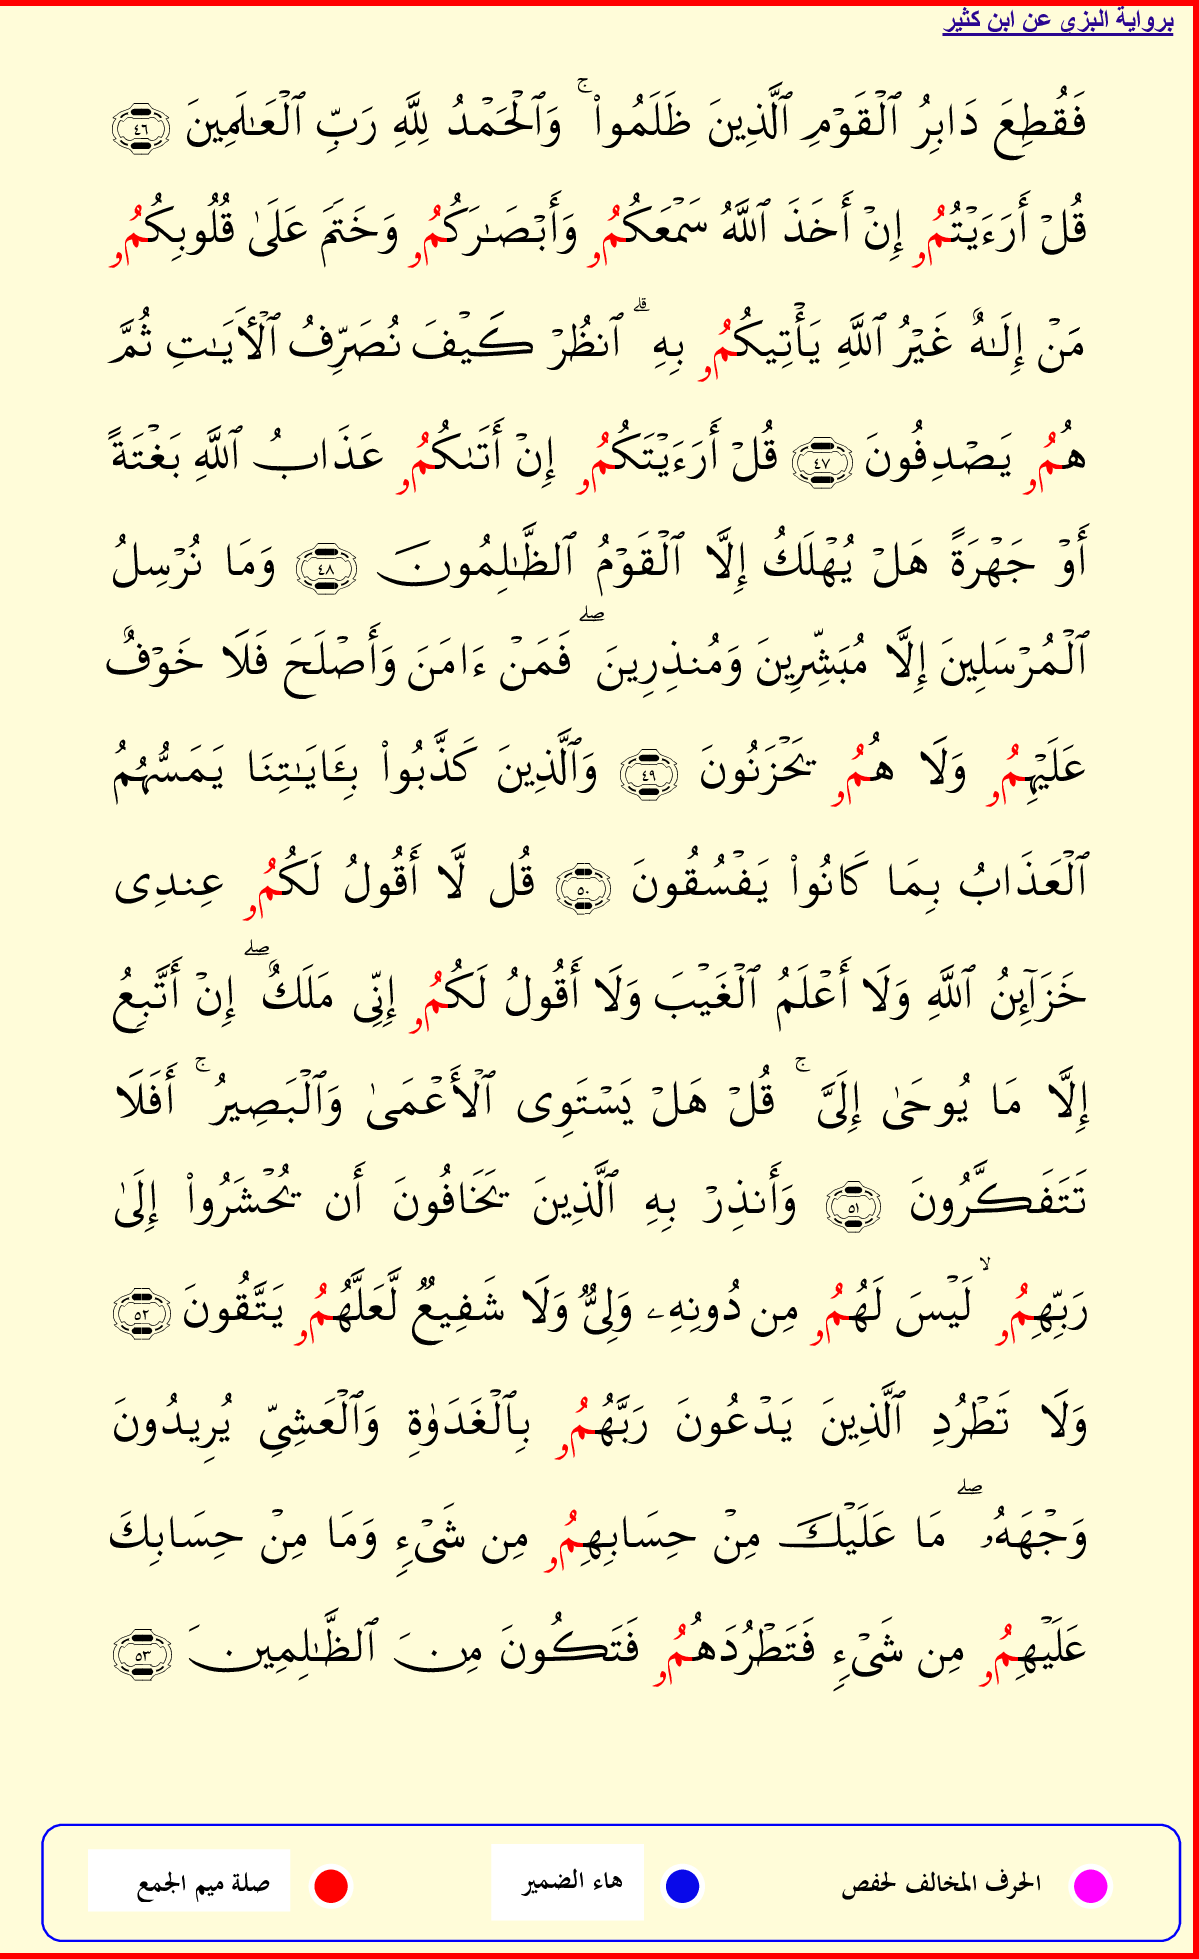 برواية البزي عن ابن كثير
فَقُطِعَ دَابِرُ ٱلۡقَوۡمِ ٱلَّذِينَ ظَلَمُواْۚ وَٱلۡحَمۡدُ لِلَّهِ رَبِّ ٱلۡعَٰلَمِينَ ٤٦
قُلۡ أَرَءَيۡتُمُۥ إِنۡ أَخَذَ ٱللَّهُ سَمۡعَكُمُۥ وَأَبۡصَٰرَكُمُۥ وَخَتَمَ عَلَىٰ قُلُوبِكُمُۥ
مَنۡ إِلَٰهٌ غَيۡرُ ٱللَّهِ يَأۡتِيكُمُۥ بِهِۗ ٱنظُرۡ كَيۡفَ نُصَرِّفُ ٱلۡأٓيَٰتِ ثُمَّ
هُمُۥ يَصۡدِفُونَ ٤٧ قُلۡ أَرَءَيۡتَكُمُۥ إِنۡ أَتَىٰكُمُۥ عَذَابُ ٱللَّهِ بَغۡتَةً
أَوۡ جَهۡرَةً هَلۡ يُهۡلَكُ إِلَّا ٱلۡقَوۡمُ ٱلظَّٰلِمُونَ ٤٨ وَمَا نُرۡسِلُ
ٱلۡمُرۡسَلِينَ إِلَّا مُبَشِّرِينَ وَمُنذِرِينَۖ فَمَنۡ ءَامَنَ وَأَصۡلَحَ فَلَا خَوۡفٌ
عَلَيۡهِمُۥ وَلَا هُمُۥ يَحۡزَنُونَ ٤٩ وَٱلَّذِينَ كَذَّبُواْ بِـَٔايَٰتِنَا يَمَسُّهُمُ
ٱلۡعَذَابُ بِمَا كَانُواْ يَفۡسُقُونَ ٥٠ قُل لَّا أَقُولُ لَكُمُۥ عِندِى
خَزَآئِنُ ٱللَّهِ وَلَا أَعۡلَمُ ٱلۡغَيۡبَ وَلَا أَقُولُ لَكُمُۥ إِنِّى مَلَكٌۖ إِنۡ أَتَّبِعُ
إِلَّا مَا يُوحَىٰ إِلَىَّۚ قُلۡ هَلۡ يَسۡتَوِى ٱلۡأَعۡمَىٰ وَٱلۡبَصِيرُۚ أَفَلَا
تَتَفَكَّرُونَ ٥١ وَأَنذِرۡ بِهِ ٱلَّذِينَ يَخَافُونَ أَن يُحۡشَرُواْ إِلَىٰ
رَبِّهِمُۥۙ لَيۡسَ لَهُمُۥ مِن دُونِهِۦ وَلِىٌّ وَلَا شَفِيعٌ لَّعَلَّهُمُۥ يَتَّقُونَ ٥٢
وَلَا تَطۡرُدِ ٱلَّذِينَ يَدۡعُونَ رَبَّهُمُۥ بِٱلۡغَدَوٰةِ وَٱلۡعَشِىِّ يُرِيدُونَ
وَجۡهَهُۥۖ مَا عَلَيۡكَ مِنۡ حِسَابِهِمُۥ مِن شَىۡءٍ وَمَا مِنۡ حِسَابِكَ
عَلَيۡهِمُۥ مِن شَىۡءٍ فَتَطۡرُدَهُمُۥ فَتَكُونَ مِنَ ٱلظَّٰلِمِينَ ٥٣
الحرف المخالف لحفص
هاء الضمير
صلة ميم الجمع